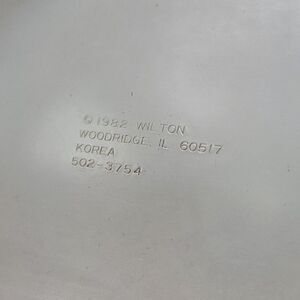 © 1982 WILTON
WOODRIDGE, IL 60517
KOREA
502-3754